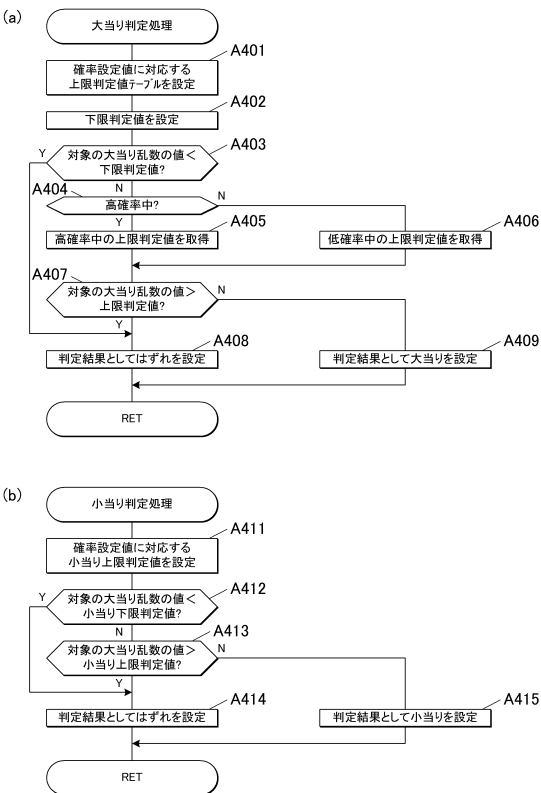 (a)
大当り判定処理
A401
確率設定値に対応する
上限判定値テーブルを設定
A402
下限判定値を設定
A403
Y
対象の大当り乱数の値＜
下限判定値?
A404
N
高確率中?
N
Y
A405
高確率中の上限判定値を取得
A406
低確率中の上限判定値を取得
A407
対象の大当り乱数の値＞
上限判定値?
N
Y
A408
判定結果としてはずれを設定
A409
判定結果として大当りを設定
RET
(b)
小当り判定処理
A411
確率設定値に対応する
小当り上限判定値を設定
A412
Y
対象の大当り乱数の値＜
小当り下限判定値?
N
A413
対象の大当り乱数の値＞
小当り上限判定値?
N
Y
A414
判定結果としてはずれを設定
A415
判定結果として小当りを設定
RET